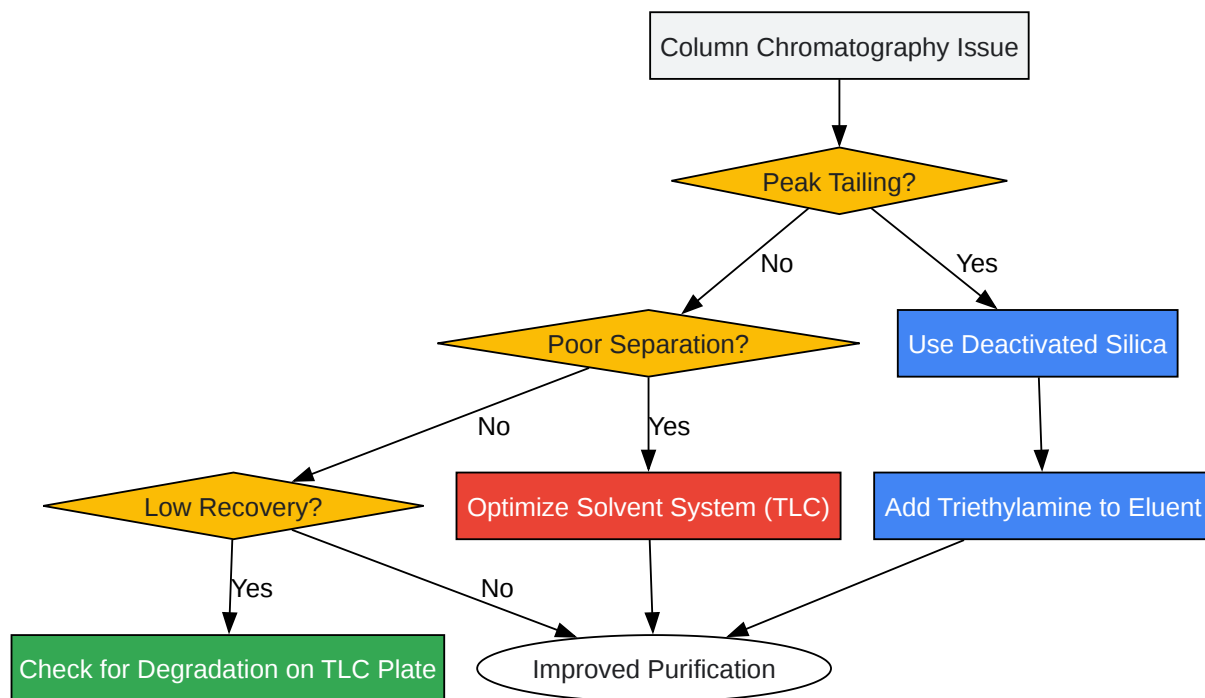 Column Chromatography Issue
Peak Tailing?
No
Yes
Poor Separation?
Use Deactivated Silica
No
Yes
Low Recovery?
Optimize Solvent System (TLC)
Add Triethylamine to Eluent
Yes
No
Check for Degradation on TLC Plate
Improved Purification